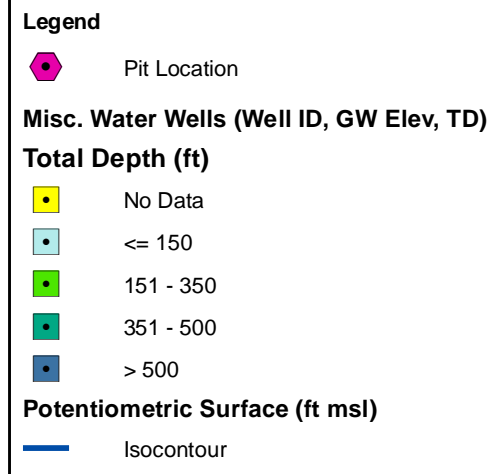 Legend
Pit Location
Misc. Water Wells (Well ID, GW Elev, TD)
Total Depth (ft)
No Data
<= 150
151 - 350
351 - 500
> 500
Potentiometric Surface (ft msl)
Isocontour